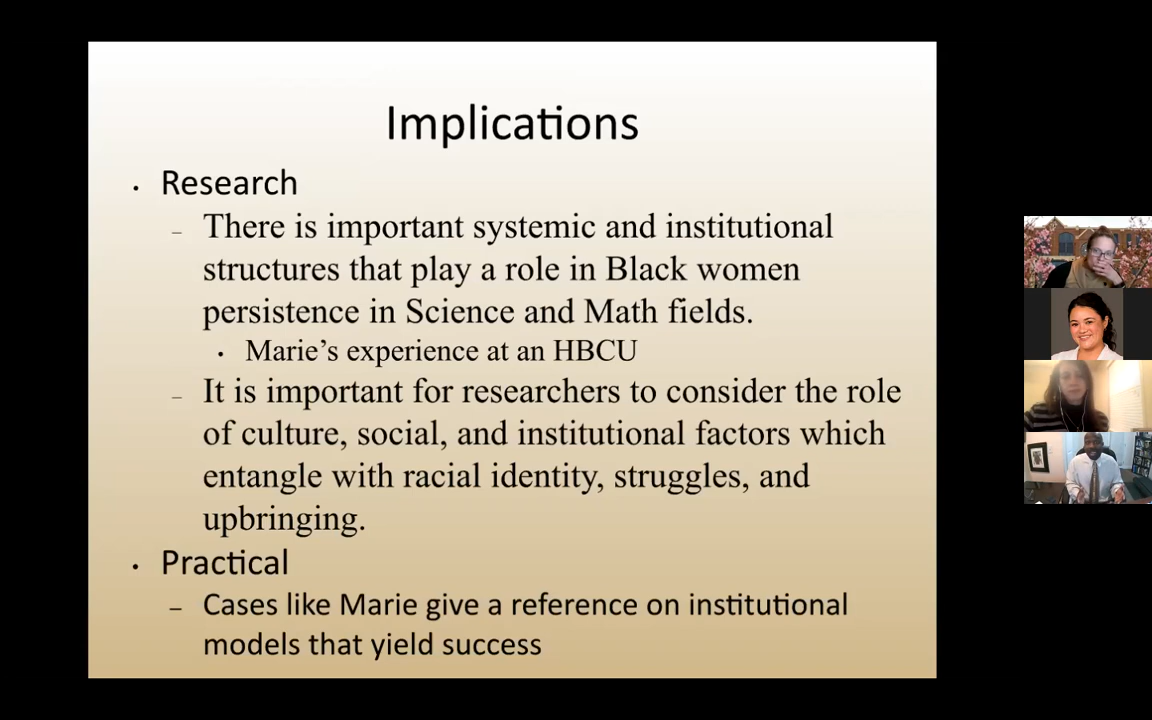 Implications
• Research
– There is important systemic and institutional
structures that play a role in Black women
persistence in Science and Math fields.
• Marie’s experience at an HBCU
– It is important for researchers to consider the role
of culture, social, and institutional factors which
entangle with racial identity, struggles, and
upbringing.
• Practical
– Cases like Marie give a reference on institutional
models that yield success